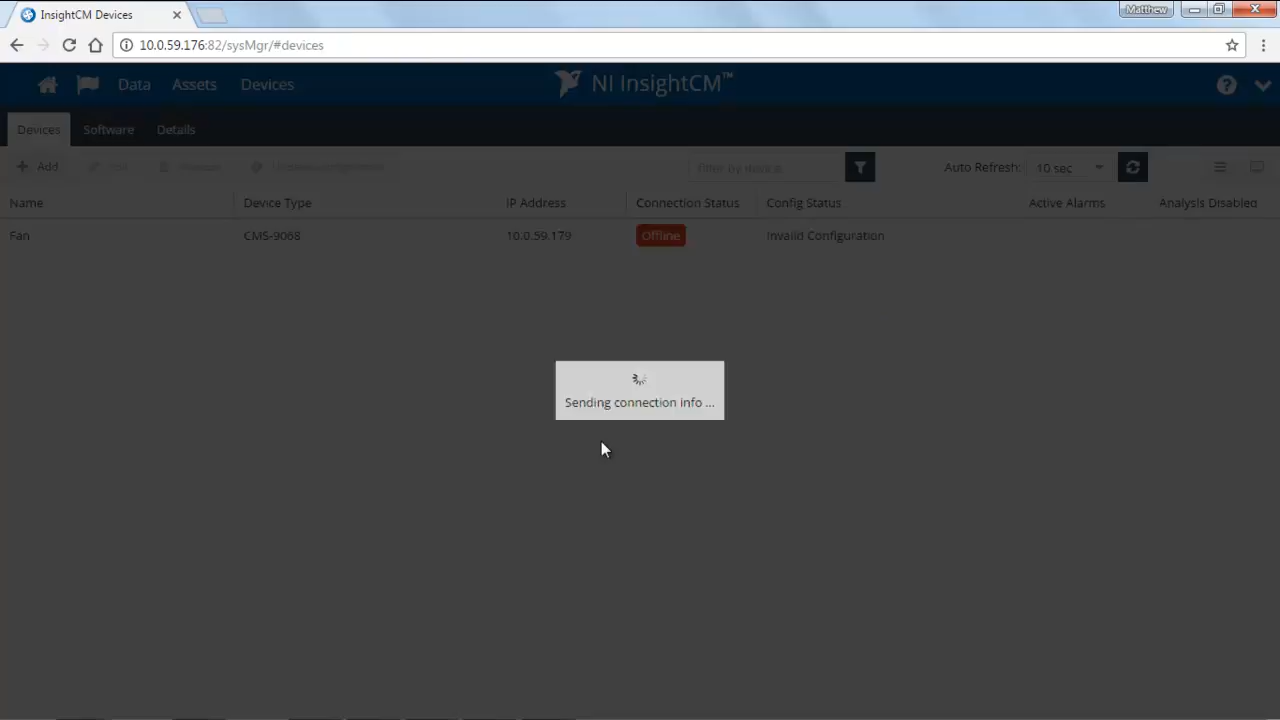 InsightCM Devices
Matthew
10.0.59.176:82/sysMgr/#devices
Data Assets Devices
NI InsightCM™
Devices Software Details
Add
Auto Refresh: 10 sec
Name Device Type IP Address Connection Status Config Status Active Alarms Analysis Disabled
Fan CMS-9068 10.0.59.179 Offline Invalid Configuration
Sending connection info ...